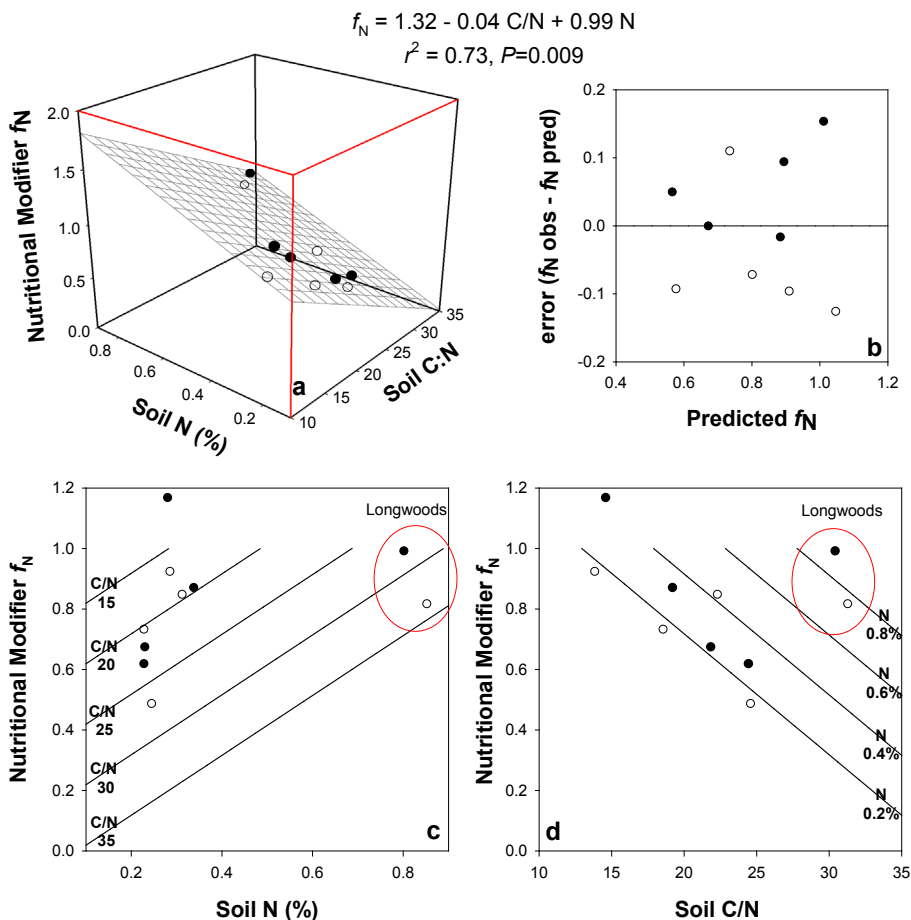 fN = 1.32 - 0.04 C/N + 0.99 N
r2 = 0.73, P=0.009
Nutritional Modifier fN
2.0
1.5
1.0
0.5
0.0
0.8
0.6
0.4
0.2
Soil N (%)
a
10
15
20
25
30
35
Soil C:N
error (fN obs - fN pred)
0.2
0.1
0.0
-0.1
-0.2
b
0.4 0.6 0.8 1.0 1.2
Predicted fN
Nutritional Modifier fN
1.2
1.0
0.8
0.6
0.4
0.2
0.0
Longwoods
C/N
15
C/N
20
C/N
25
C/N
30
C/N
35
c
0.2 0.4 0.6 0.8
Soil N (%)
Nutritional Modifier fN
1.2
1.0
0.8
0.6
0.4
0.2
0.0
Longwoods
N
0.8%
N
0.6%
N
0.4%
N
0.2%
d
10 15 20 25 30 35
Soil C/N